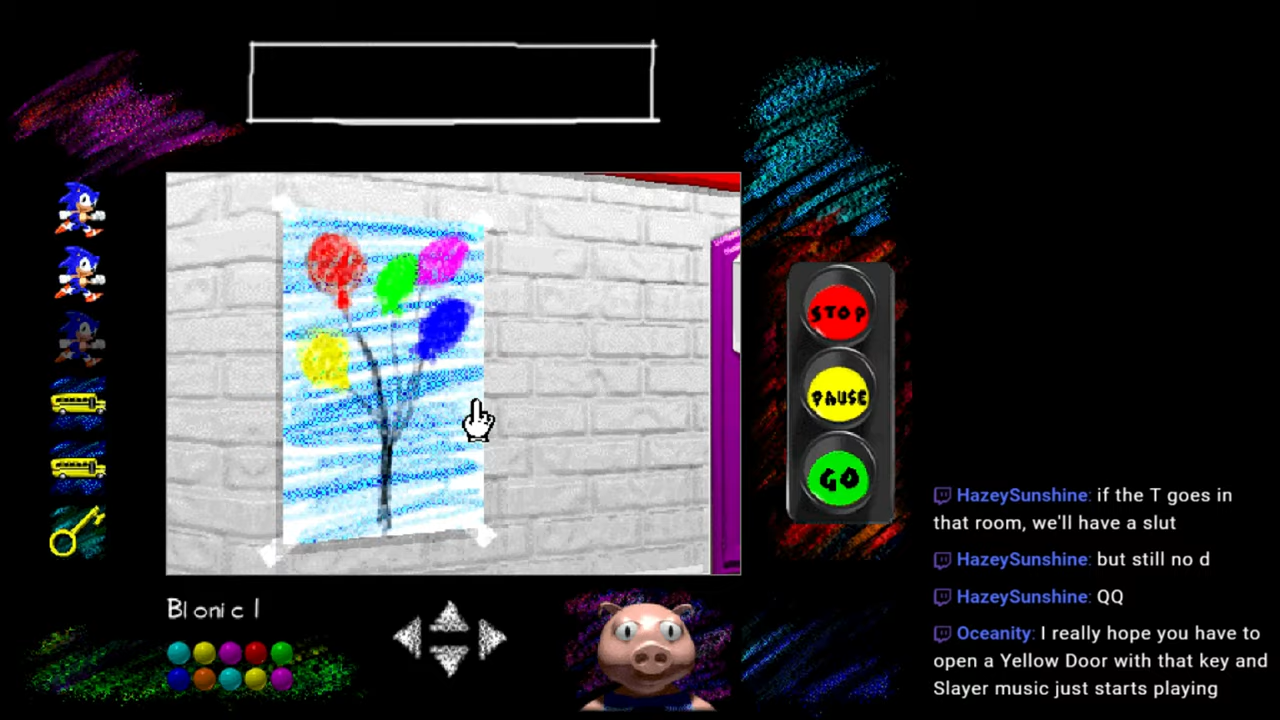 STOP
PAUSE
GO
Blonic 1
HazeySunshine: if the T goes in
that room, we'll have a slut
HazeySunshine: but still no d
HazeySunshine: QQ
Oceanity: I really hope you have to
open a Yellow Door with that key and
Slayer music just starts playing